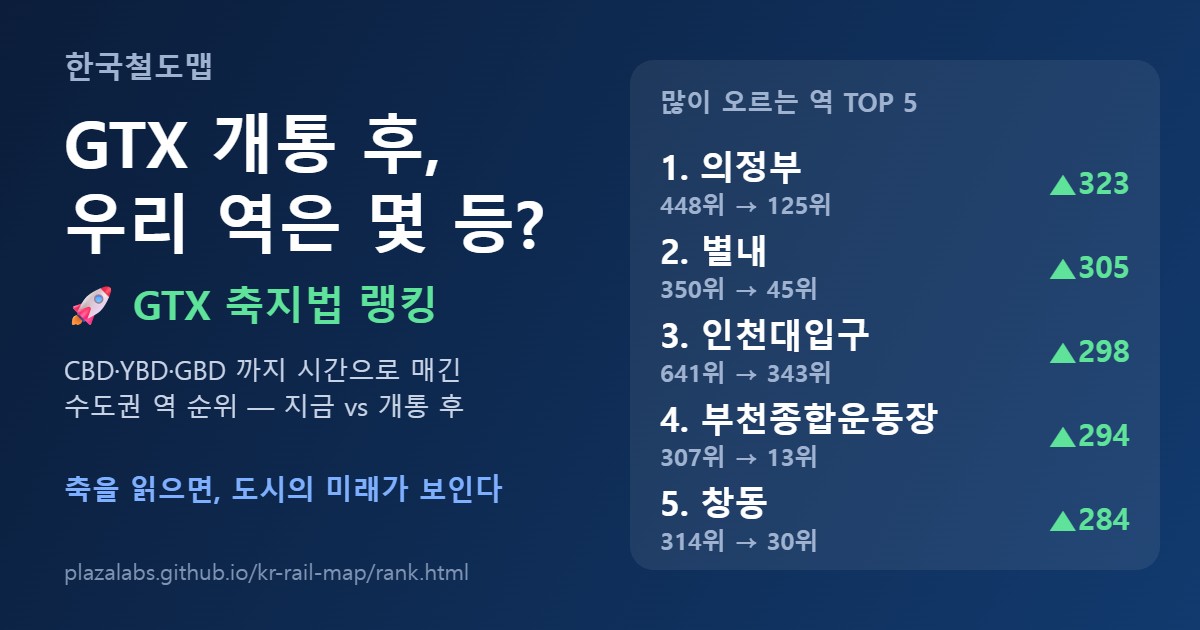 한국철도맵
GTX 개통 후,
우리 역은 몇 등?
🚀 GTX 축지법 랭킹
CBD·YBD·GBD 까지 시간으로 매긴
수도권 역 순위 — 지금 vs 개통 후
축을 읽으면, 도시의 미래가 보인다
plazalabs.github.io/kr-rail-map/rank.html
많이 오르는 역 TOP 5
1. 의정부
448위 → 125위
▲323
2. 별내
350위 → 45위
▲305
3. 인천대입구
641위 → 343위
▲298
4. 부천종합운동장
307위 → 13위
▲294
5. 창동
314위 → 30위
▲284